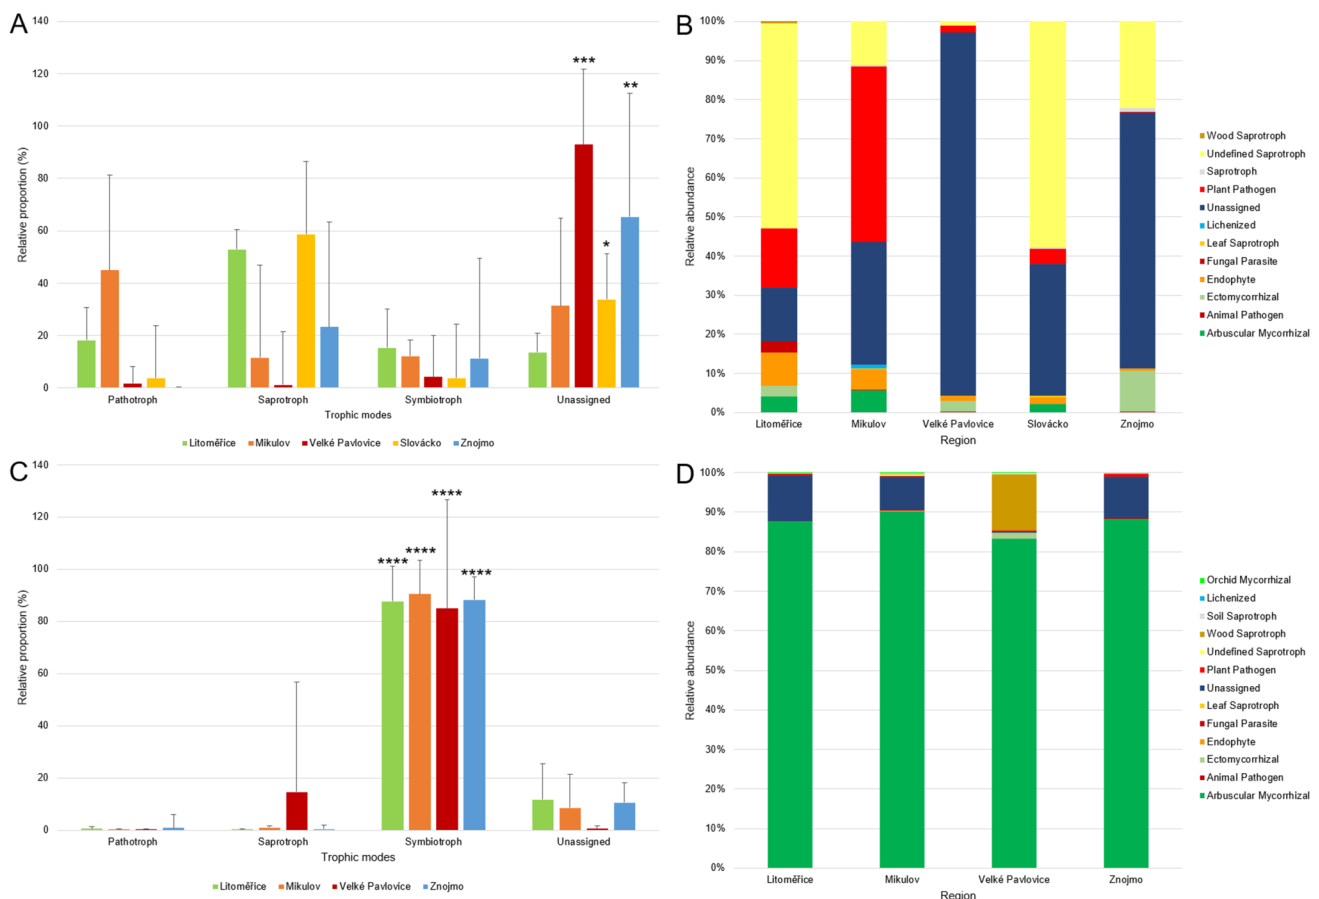 A
140
120
100
80
60
40
20
0
Relative proportion (%)
***
**
*
Pathotroph Saprotroph Symbiotroph Unassigned
Trophic modes
Litoměřice Mikulov Velké Pavlovice Slovácko Znojmo
B
100%
90%
80%
70%
60%
50%
40%
30%
20%
10%
0%
Relative abundance
Litoměřice Mikulov Velké Pavlovice Slovácko Znojmo
Region
Wood Saprotroph
Undefined Saprotroph
Saprotroph
Plant Pathogen
Unassigned
Lichenized
Leaf Saprotroph
Fungal Parasite
Endophyte
Ectomycorrhizal
Animal Pathogen
Arbuscular Mycorrhizal
C
140
120
100
80
60
40
20
0
Relative proportion (%)
**** **** **** ****
Pathotroph Saprotroph Symbiotroph Unassigned
Trophic modes
Litoměřice Mikulov Velké Pavlovice Znojmo
D
100%
90%
80%
70%
60%
50%
40%
30%
20%
10%
0%
Relative abundance
Litoměřice Mikulov Velké Pavlovice Znojmo
Region
Orchid Mycorrhizal
Lichenized
Soil Saprotroph
Wood Saprotroph
Undefined Saprotroph
Plant Pathogen
Unassigned
Leaf Saprotroph
Fungal Parasite
Endophyte
Ectomycorrhizal
Animal Pathogen
Arbuscular Mycorrhizal